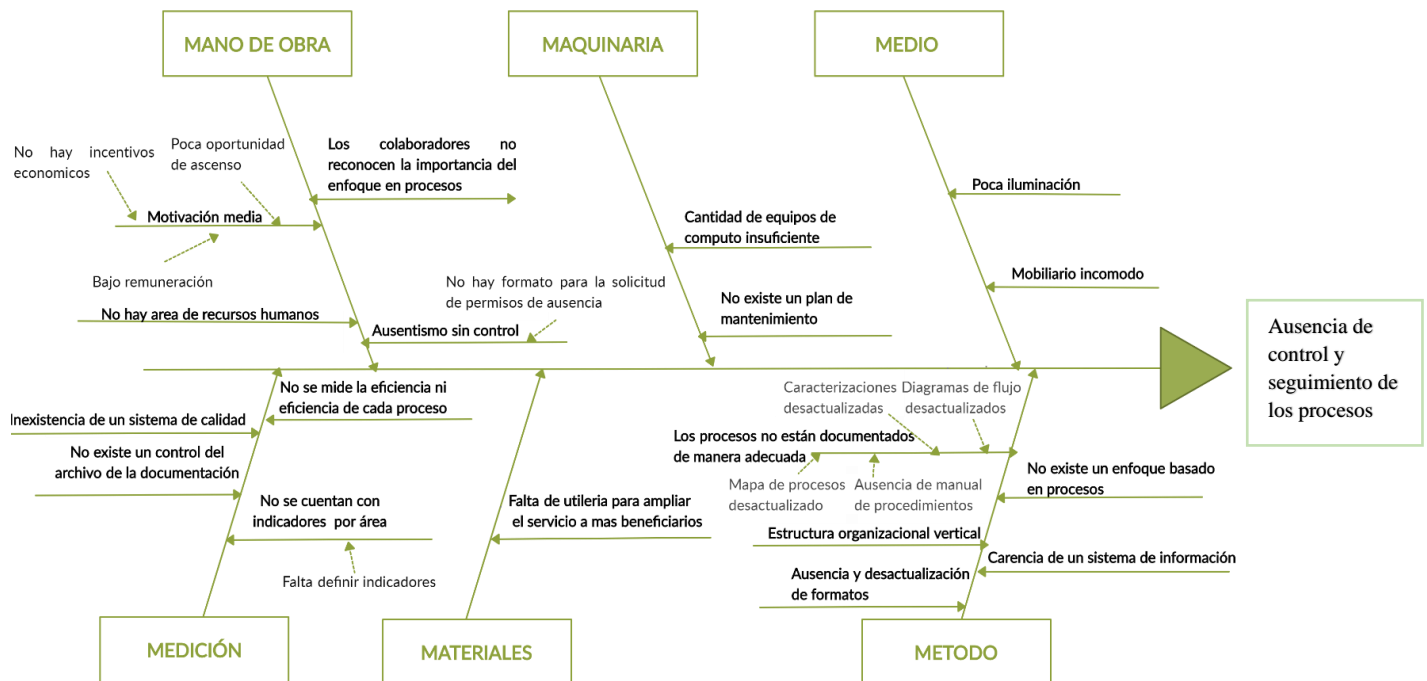 MANO DE OBRA
MAQUINARIA
MEDIO
No hay incentivos
economicos
Poca oportunidad
de ascenso
Los colaboradores no
reconocen la importancia del
enfoque en procesos
Motivación media
Bajo remuneración
No hay area de recursos humanos
No hay formato para la solicitud
de permisos de ausencia
Ausentismo sin control
Cantidad de equipos de
computo insuficiente
No existe un plan de
mantenimiento
Poca iluminación
Mobiliario incomodo
Ausencia de
control y
seguimiento de
los procesos
No se mide la eficiencia ni
eficiencia de cada proceso
Inexistencia de un sistema de calidad
No existe un control del
archivo de la documentación
No se cuentan con
indicadores por área
Falta definir indicadores
Falta de utileria para ampliar
el servicio a mas beneficiarios
Caracterizaciones
desactualizadas
Diagramas de flujo
desactualizados
Los procesos no están documentados
de manera adecuada
Mapa de procesos
desactualizado
Ausencia de manual
de procedimientos
No existe un enfoque basado
en procesos
Estructura organizacional vertical
Carencia de un sistema de información
Ausencia y desactualización
de formatos
MEDICIÓN
MATERIALES
METODO